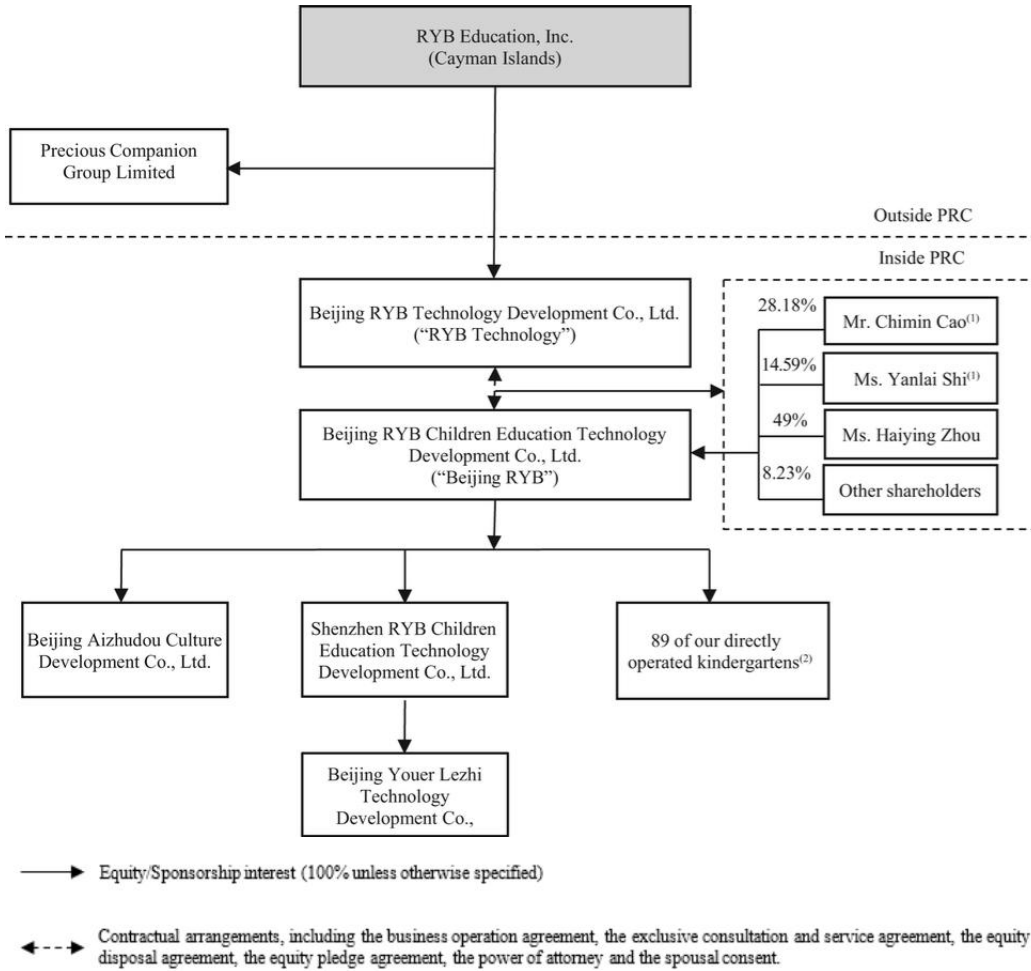 RYB Education, Inc.
(Cayman Islands)
Precious Companion
Group Limited
Outside PRC
Inside PRC
Beijing RYB Technology Development Co., Ltd.
(“RYB Technology”)
28.18%
Mr. Chimin Cao(1)
14.59%
Ms. Yanlai Shi(1)
49%
Ms. Haiying Zhou
8.23%
Other shareholders
Beijing RYB Children Education Technology
Development Co., Ltd.
(“Beijing RYB”)
Beijing Aizhudou Culture
Development Co., Ltd.
Shenzhen RYB Children
Education Technology
Development Co., Ltd.
89 of our directly
operated kindergartens(2)
Beijing Youer Lezhi
Technology
Development Co.,
Equity/Sponsorship interest (100% unless otherwise specified)
Contractual arrangements, including the business operation agreement, the exclusive consultation and service agreement, the equity
disposal agreement, the equity pledge agreement, the power of attorney and the spousal consent.